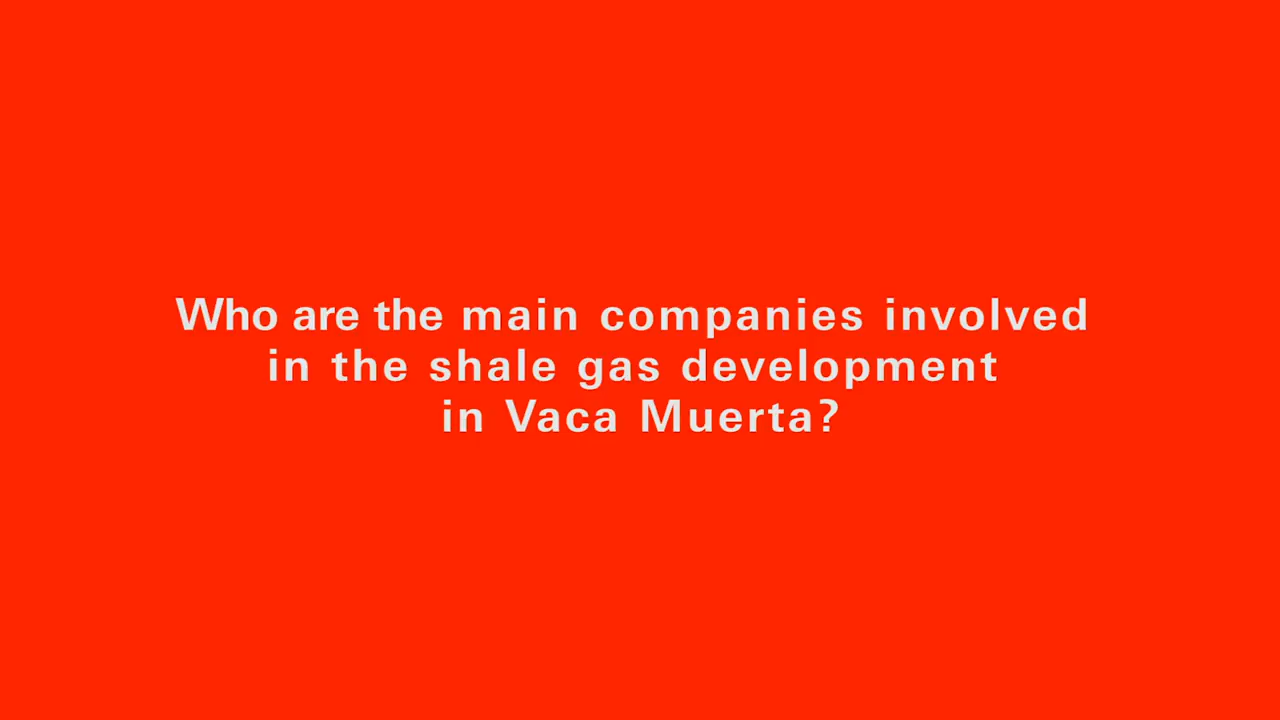 Who are the main companies involved
in the shale gas development
in Vaca Muerta?